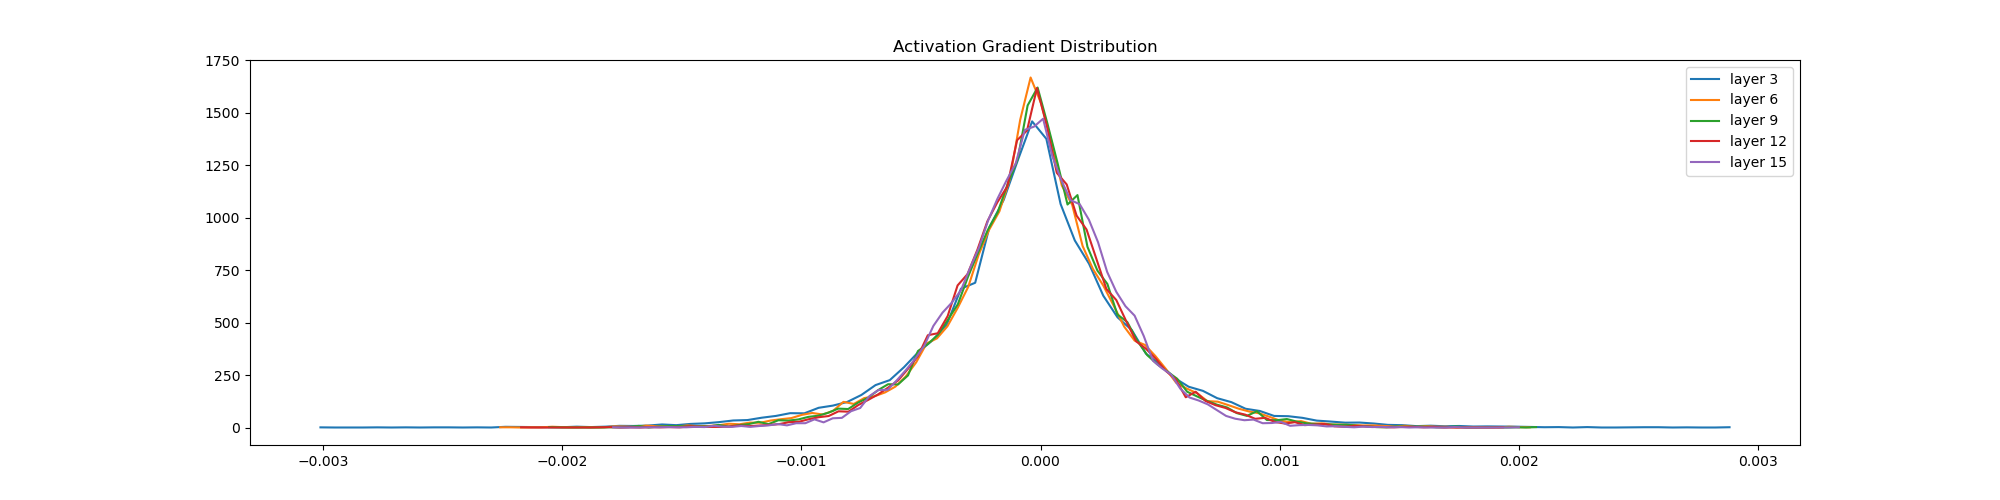 Activation Gradient Distribution
1750
1500
1250
1000
750
500
250
0
−0.003 −0.002 −0.001 0.000 0.001 0.002 0.003
layer 3
layer 6
layer 9
layer 12
layer 15